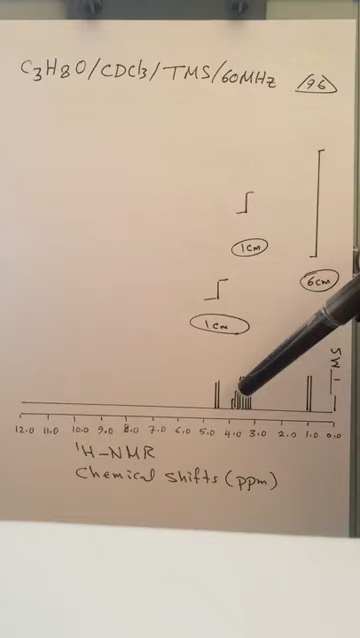 C3H8O/CDCl3/TMS/60MHz 96
1cm
6cm
1cm
TMS
12.0 11.0 10.0 9.0 8.0 7.0 6.0 5.0 4.0 3.0 2.0 1.0 0.0
1H-NMR
Chemical shifts (ppm)